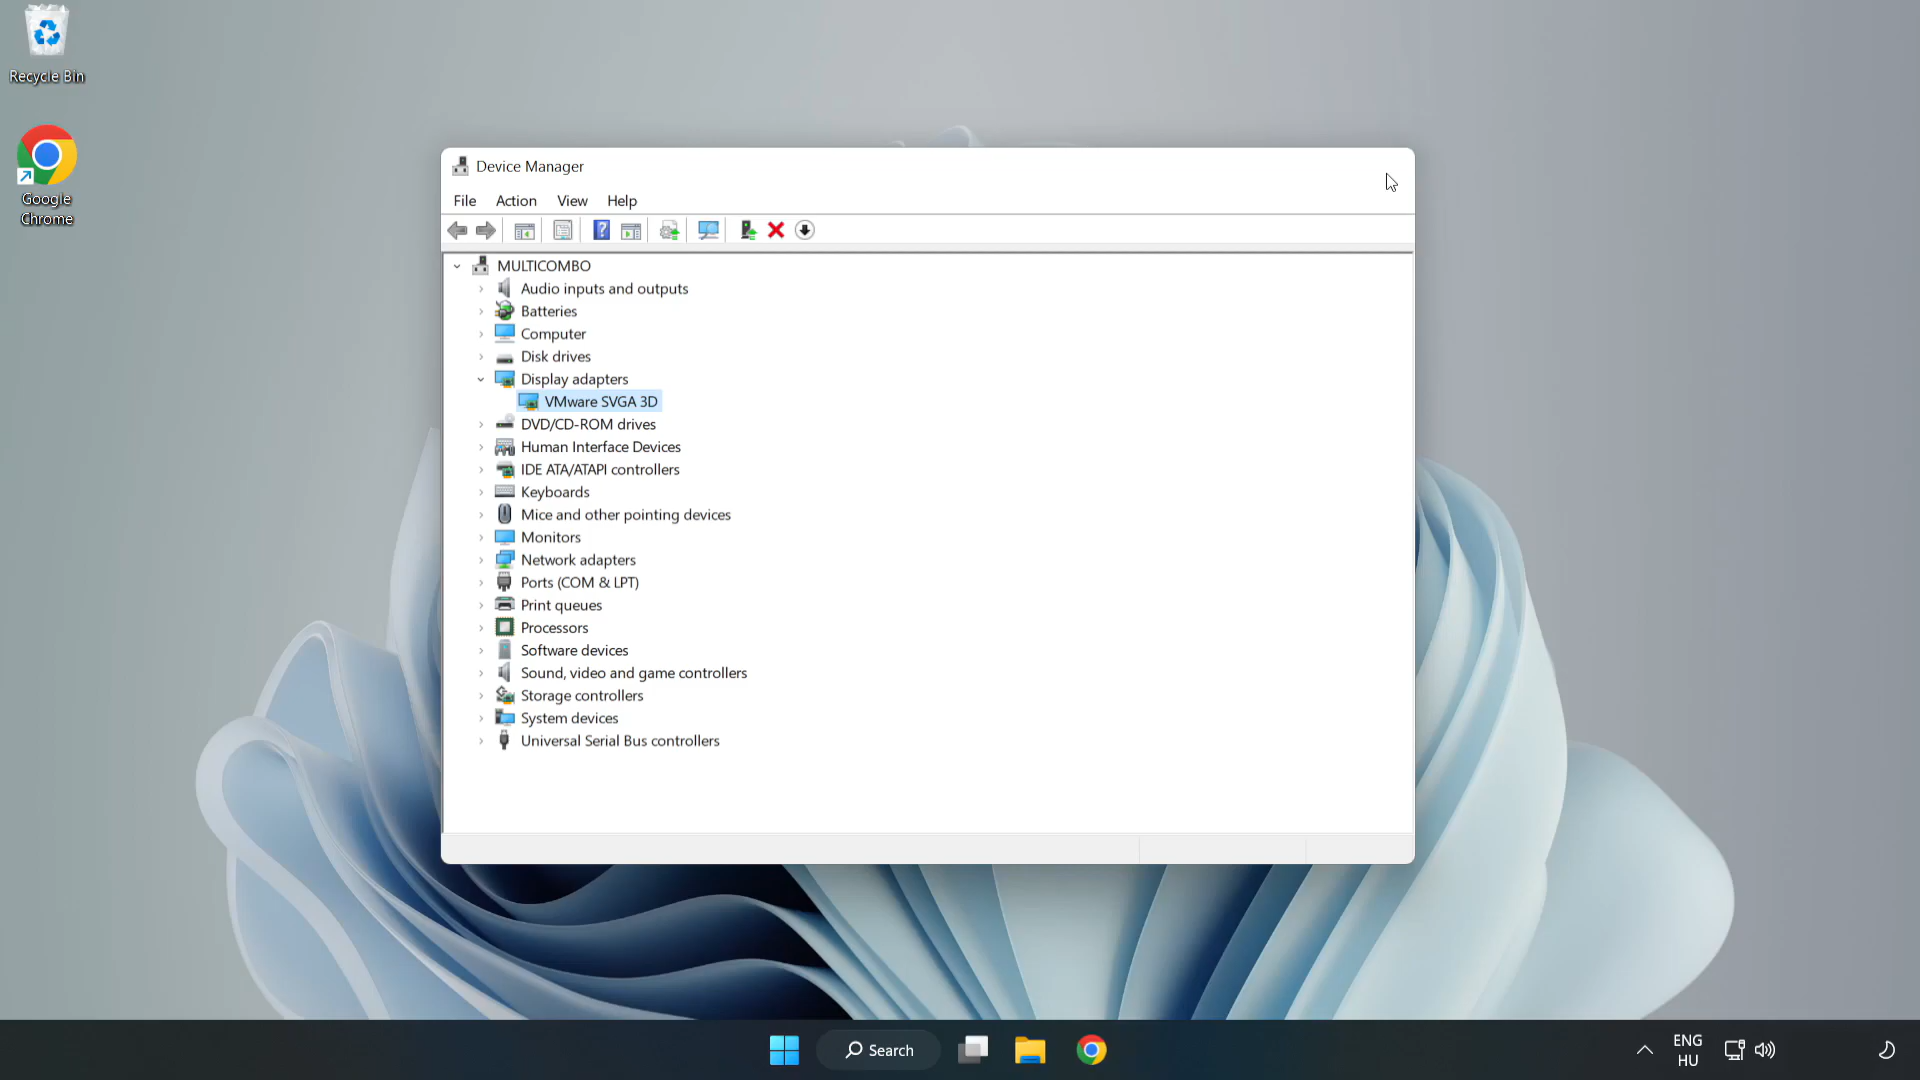 Recycle Bin
Google
Chrome
Device Manager
File Action View Help
MULTICOMBO
Audio inputs and outputs
Batteries
Computer
Disk drives
Display adapters
VMware SVGA 3D
DVD/CD-ROM drives
Human Interface Devices
IDE ATA/ATAPI controllers
Keyboards
Mice and other pointing devices
Monitors
Network adapters
Ports (COM & LPT)
Print queues
Processors
Software devices
Sound, video and game controllers
Storage controllers
System devices
Universal Serial Bus controllers
Search
ENG
HU